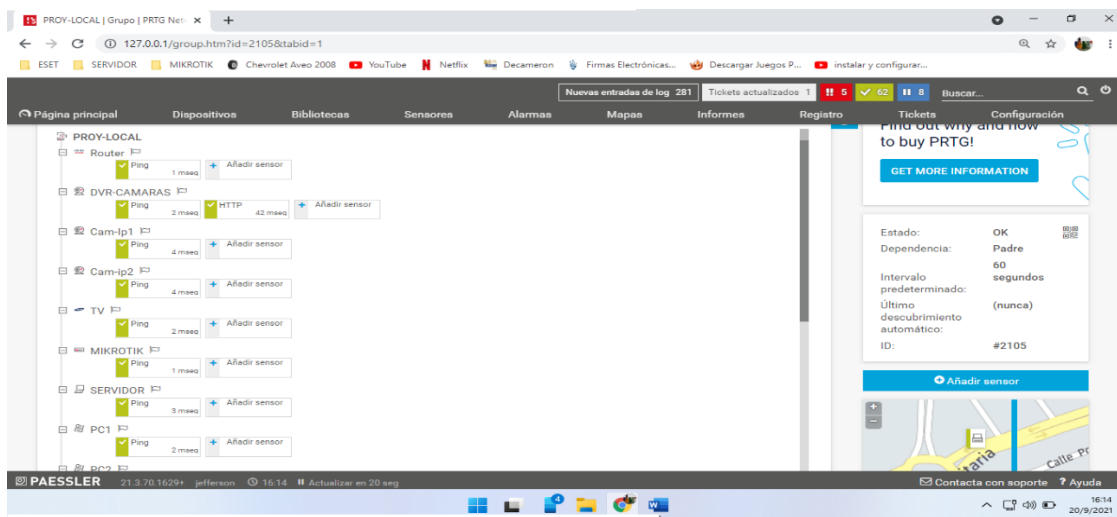 PROY-LOCAL | Grupo | PRTG Net
127.0.0.1/group.htm?id=2105&tabid=1
ESET SERVIDOR MIKROTIK Chevrolet Aveo 2008 YouTube Netflix Decameron Firmas Electrónicas... Descargar Juegos P... instalar y configurar...
Nuevas entradas de log 281 Tickets actualizados 1 !! 5 62 8 Buscar...
Página principal Dispositivos Bibliotecas Sensores Alarmas Mapas Informes Registro Tickets Configuración
PROY-LOCAL
Router
Ping 1 mseg + Añadir sensor
DVR-CAMARAS
Ping 2 mseg HTTP 42 mseg + Añadir sensor
Cam-Ip1
Ping 4 mseg + Añadir sensor
Cam-ip2
Ping 4 mseg + Añadir sensor
TV
Ping 2 mseg + Añadir sensor
MIKROTIK
Ping 1 mseg + Añadir sensor
SERVIDOR
Ping 3 mseg + Añadir sensor
PC1
Ping 2 mseg + Añadir sensor
PC2
Find out why and how
to buy PRTG!
GET MORE INFORMATION
Estado: OK
Dependencia: Padre
Intervalo predeterminado: 60 segundos
Último descubrimiento automático: (nunca)
ID: #2105
Añadir sensor
+
−
itaria
Calle Pr
PAESSLER 21.3.70.1629+ jefferson 16:14 Actualizar en 20 seg Contacta con soporte ? Ayuda
4
16:14
20/9/2021